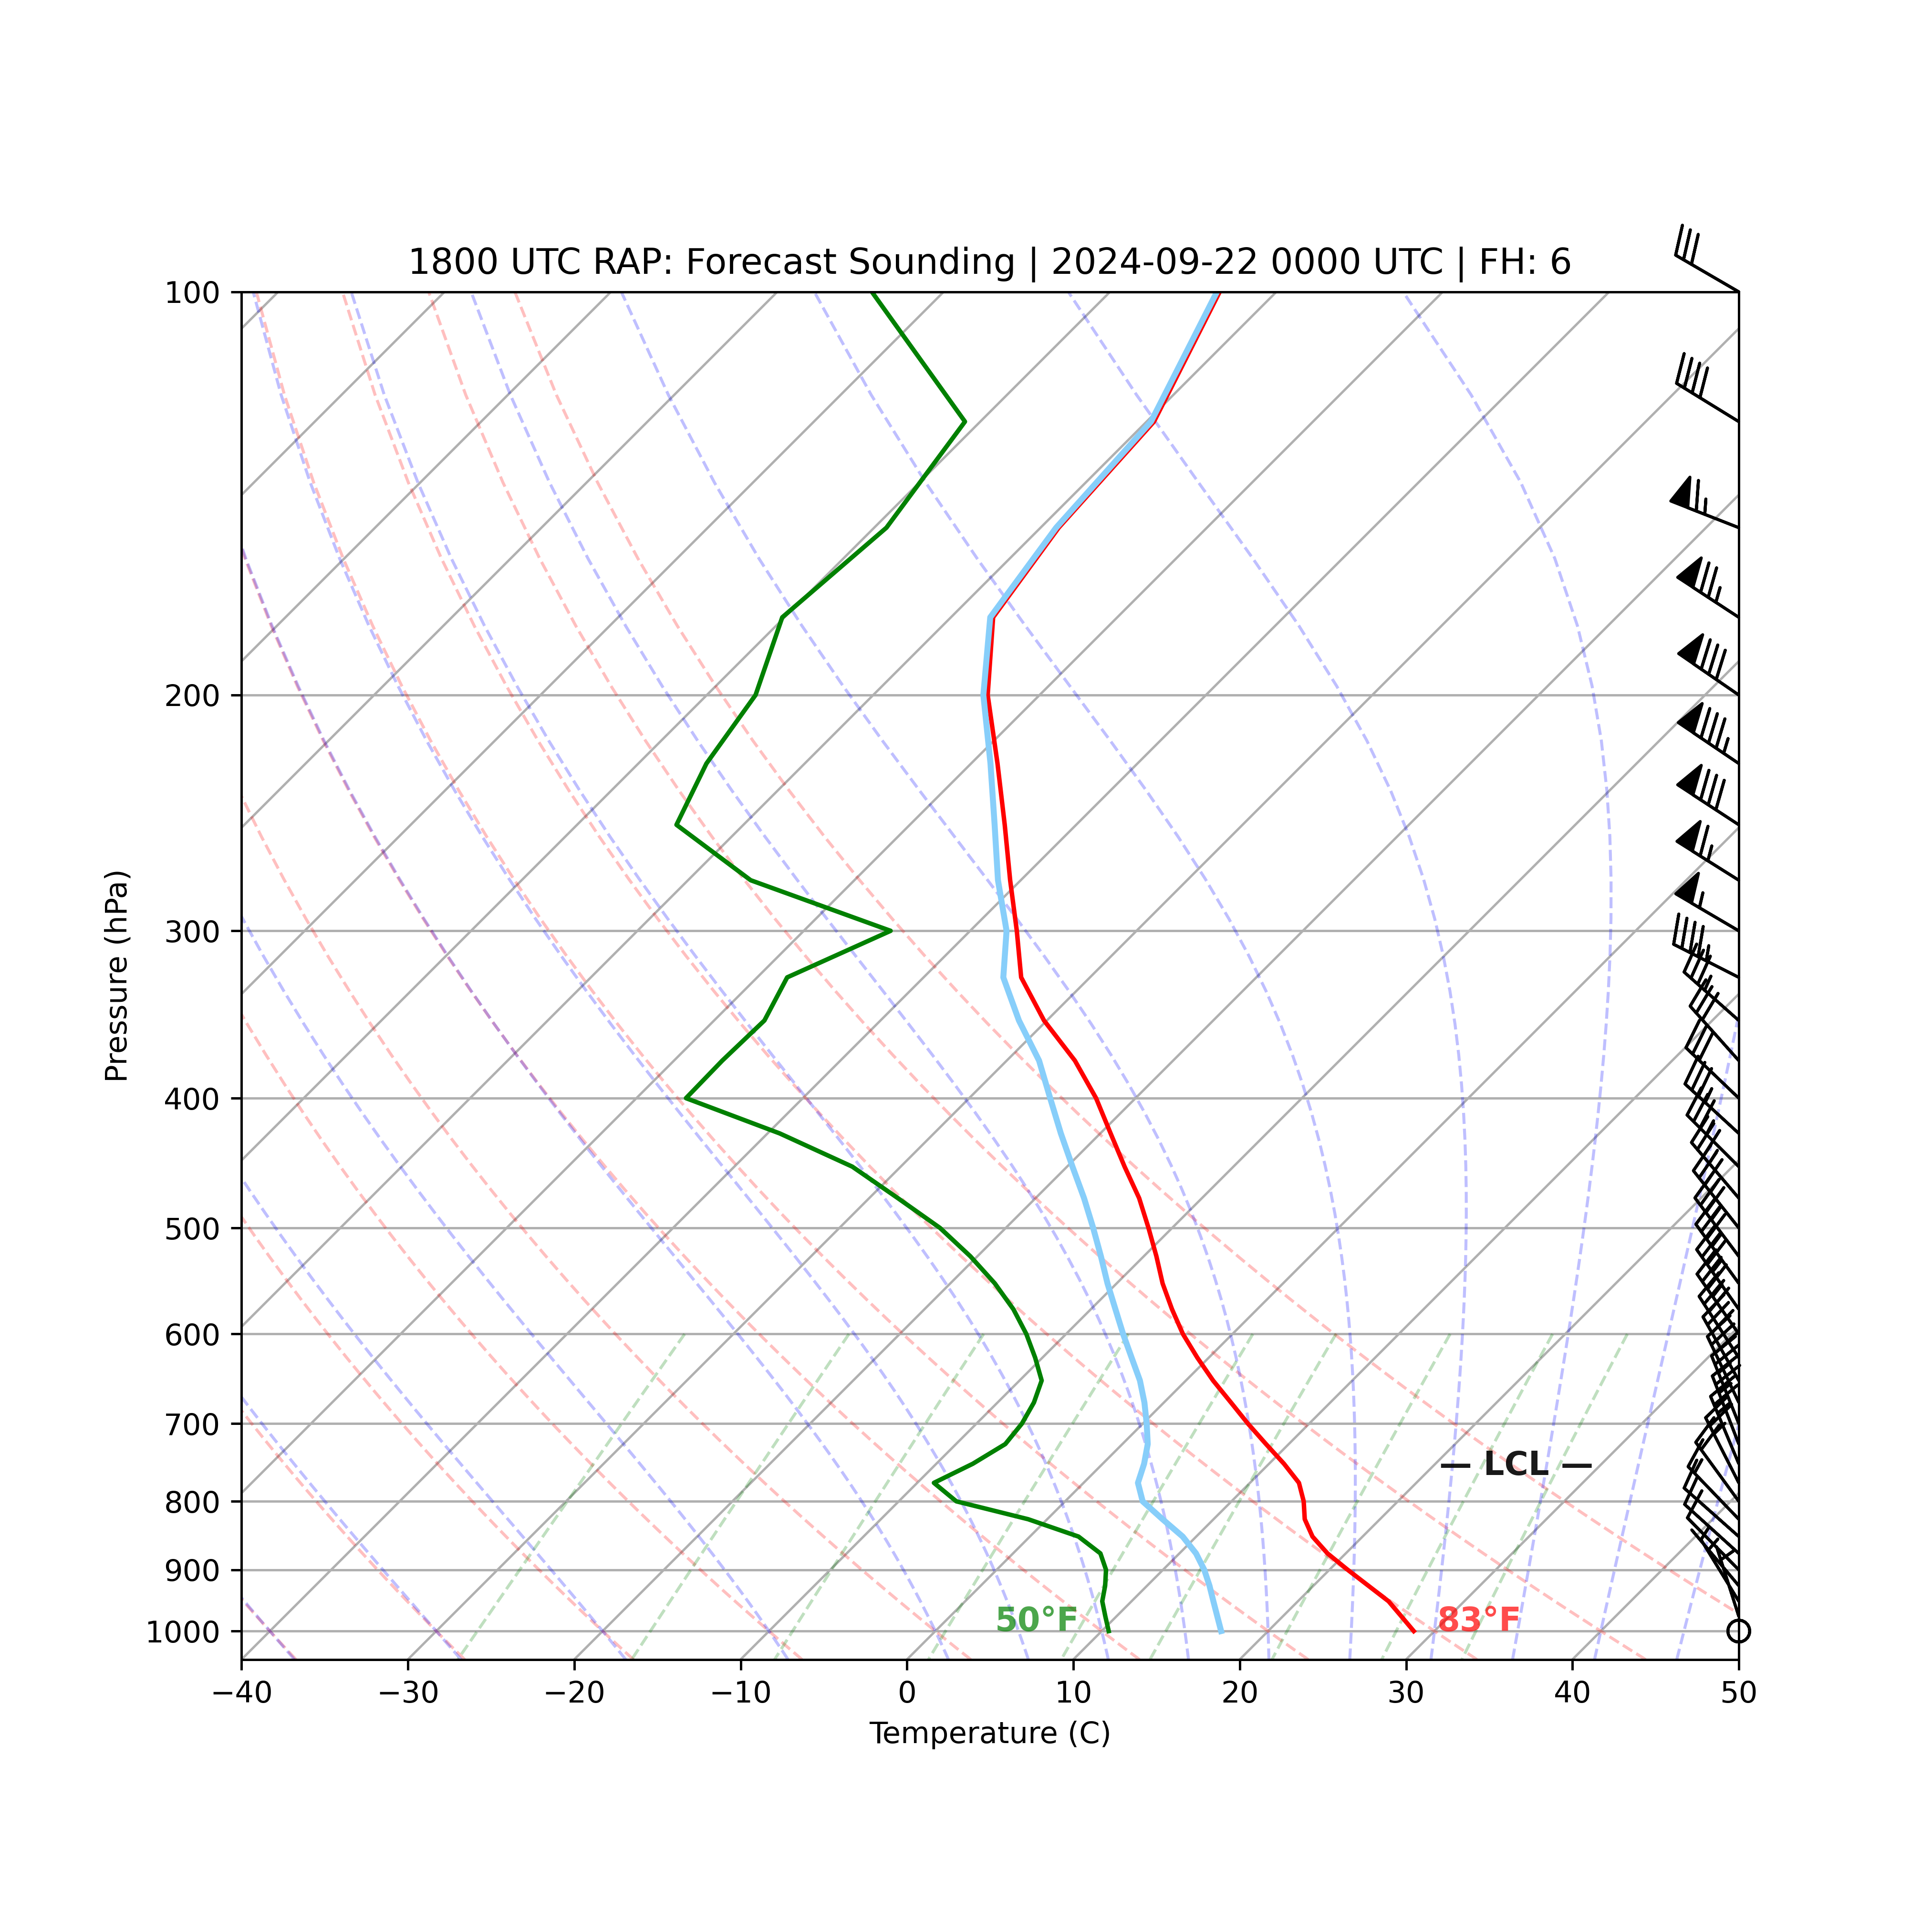 1800 UTC RAP: Forecast Sounding | 2024-09-22 0000 UTC | FH: 6
100
200
300
400
500
600
700
800
900
1000
Pressure (hPa)
— LCL —
50°F
83°F
−40 −30 −20 −10 0 10 20 30 40 50
Temperature (C)